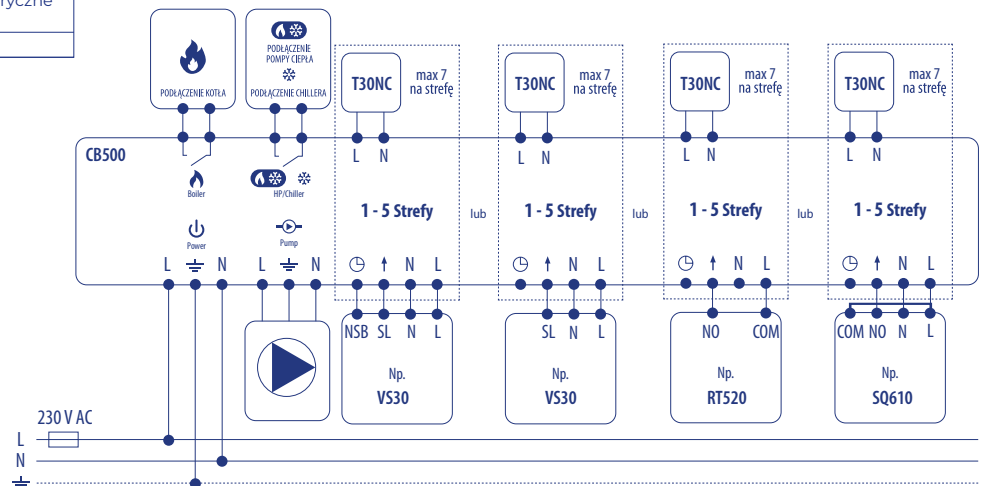 ryczne
PODŁĄCZENIE KOTŁA
PODŁĄCZENIE
POMPY CIEPŁA
PODŁĄCZENIE CHILLERA
T30NC
max 7
na strefę
T30NC
max 7
na strefę
T30NC
max 7
na strefę
T30NC
max 7
na strefę
CB500
L N
L N
L N
L N
Boiler
HP/Chiller
1 - 5 Strefy
lub
1 - 5 Strefy
lub
1 - 5 Strefy
lub
1 - 5 Strefy
Power
Pump
L N
L N
N L
N L
N L
N L
NSB SL N L
SL N L
NO COM
COM NO N L
Np.
VS30
Np.
VS30
Np.
RT520
Np.
SQ610
230 V AC
L
N